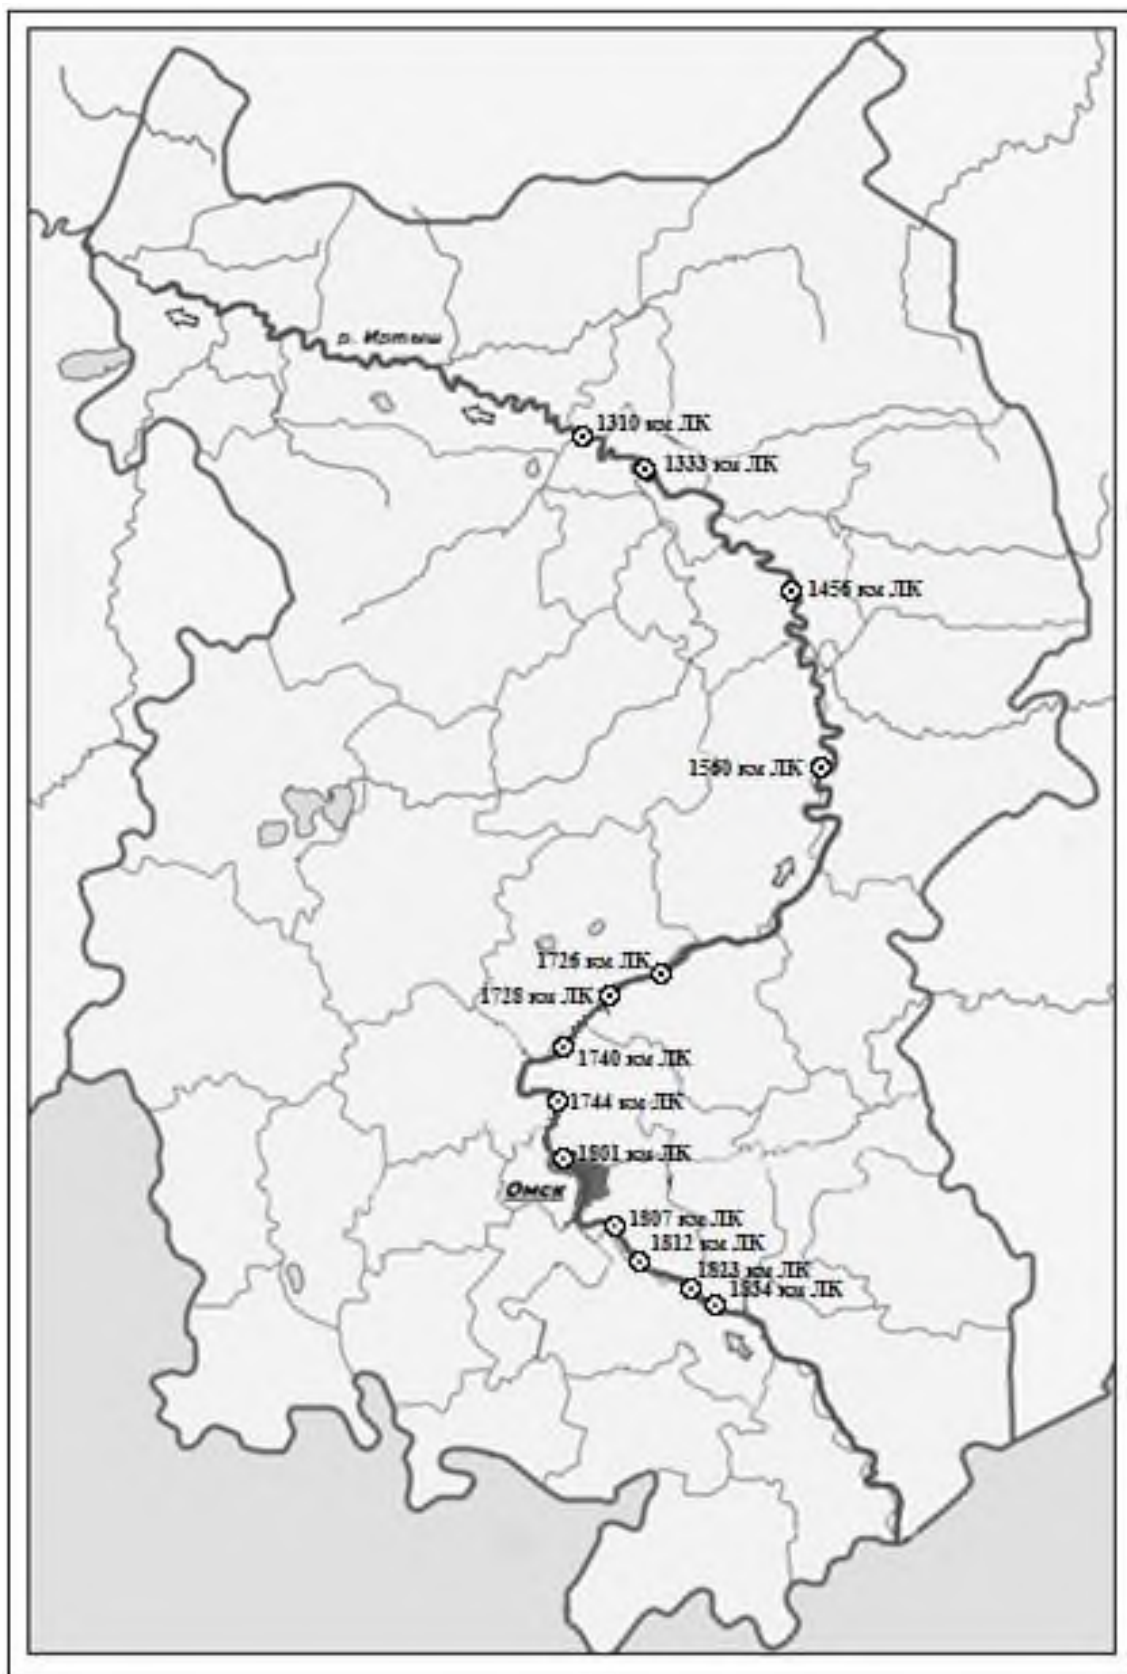 р. Иртыш
1310 км ЛК
1333 км ЛК
1456 км ЛК
1560 км ЛК
1726 км ЛК
1728 км ЛК
1740 км ЛК
1744 км ЛК
1801 км ЛК
Омск
1807 км ЛК
1812 км ЛК
1823 км ЛК
1834 км ЛК